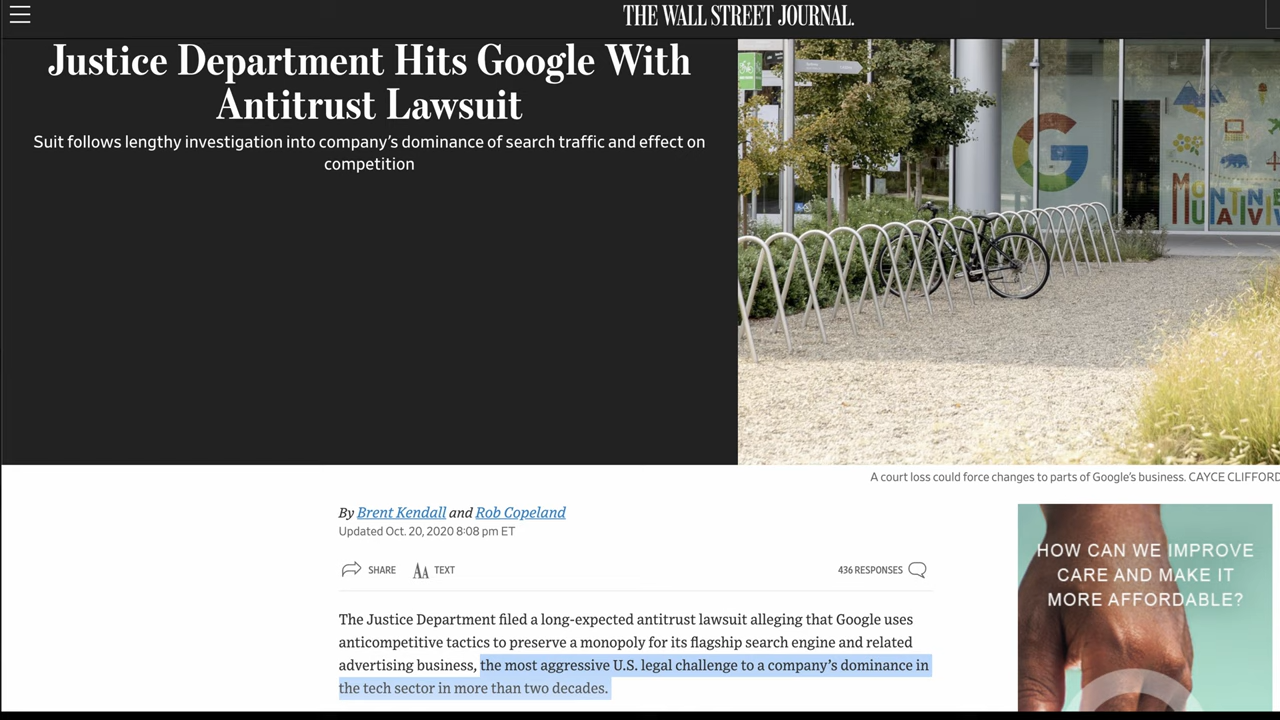 THE WALL STREET JOURNAL.
Justice Department Hits Google With
Antitrust Lawsuit
Suit follows lengthy investigation into company’s dominance of search traffic and effect on
competition
G
A court loss could force changes to parts of Google’s business. CAYCE CLIFFORD
By Brent Kendall and Rob Copeland
Updated Oct. 20, 2020 8:08 pm ET
SHARE
TEXT
436 RESPONSES
The Justice Department filed a long-expected antitrust lawsuit alleging that Google uses
anticompetitive tactics to preserve a monopoly for its flagship search engine and related
advertising business, the most aggressive U.S. legal challenge to a company’s dominance in
the tech sector in more than two decades.
HOW CAN WE IMPROVE
CARE AND MAKE IT
MORE AFFORDABLE?